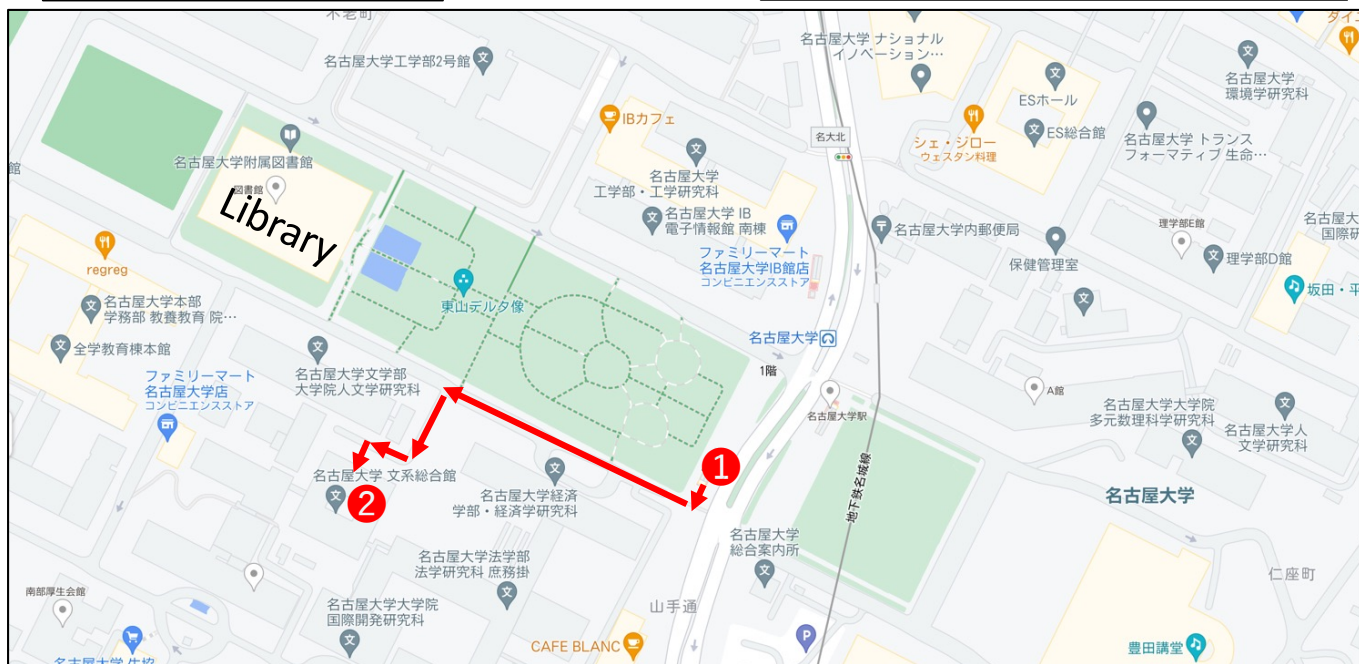 不老町
名古屋大学 ナショナル
イノベーション…
名古屋大学工学部2号館
名古屋大学
環境学研究科
ESホール
IBカフェ
ES総合館
名大北
シェ・ジロー
ウェスタン料理
名古屋大学 トランス
フォーマティブ 生命…
名古屋大学附属図書館
図書館
Library
名古屋大学
工学部・工学研究科
名古屋大学 IB
電子情報館 南棟
名古屋大学内郵便局
理学部E館
理学部D館
保健管理室
ファミリーマート
名古屋大学IB館店
コンビニエンスストア
regreg
坂田・平
東山デルタ像
名古屋大学本部
学務部 教養教育 院…
全学教育棟本館
名古屋大学
1階
名古屋大学文学部
大学院人文学研究科
ファミリーマート
名古屋大学店
コンビニエンスストア
A館
名古屋大学駅
名古屋大学大学院
多元数理科学研究科
名古屋大学人
文学研究科
1
名古屋大学 文系総合館
2
名古屋大学経済
学部・経済学研究科
地下鉄名城線
名古屋大学
名古屋大学
総合案内所
名古屋大学法学部
法学研究科 庶務掛
仁座町
南部厚生会館
名古屋大学大学院
国際開発研究科
山手通
P
CAFE BLANC
豊田講堂
名古屋大学 生協